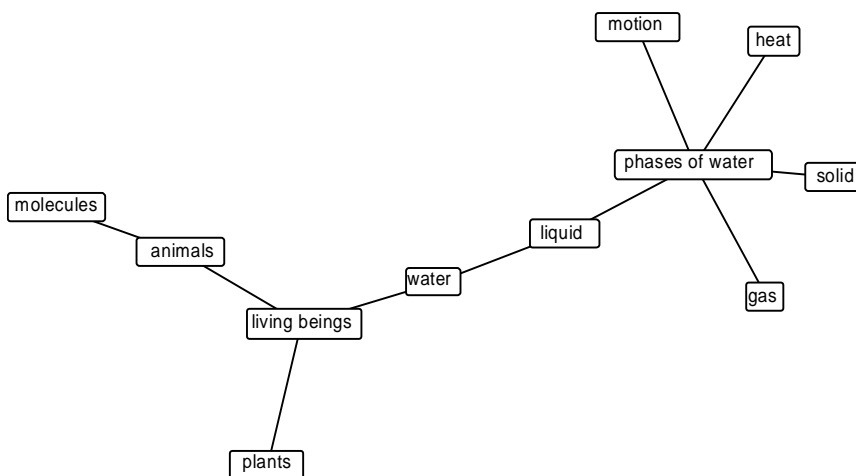 motion
heat
phases of water
solid
molecules
liquid
animals
water
gas
living beings
plants